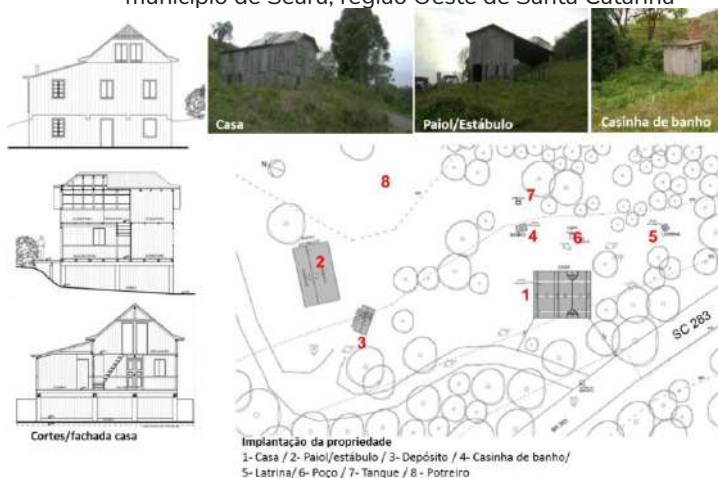 município de Seara, região Oeste de Santa Catarina
Casa
Paiol/Estábulo
Casinha de banho
N
8
7
4
6
5
2
1
3
SC 283
Cortes/fachada casa
Implantação da propriedade
1- Casa / 2- Paiol/estábulo / 3- Depósito / 4- Casinha de banho/
5- Latrina/ 6- Poço / 7- Tanque / 8 - Potreiro